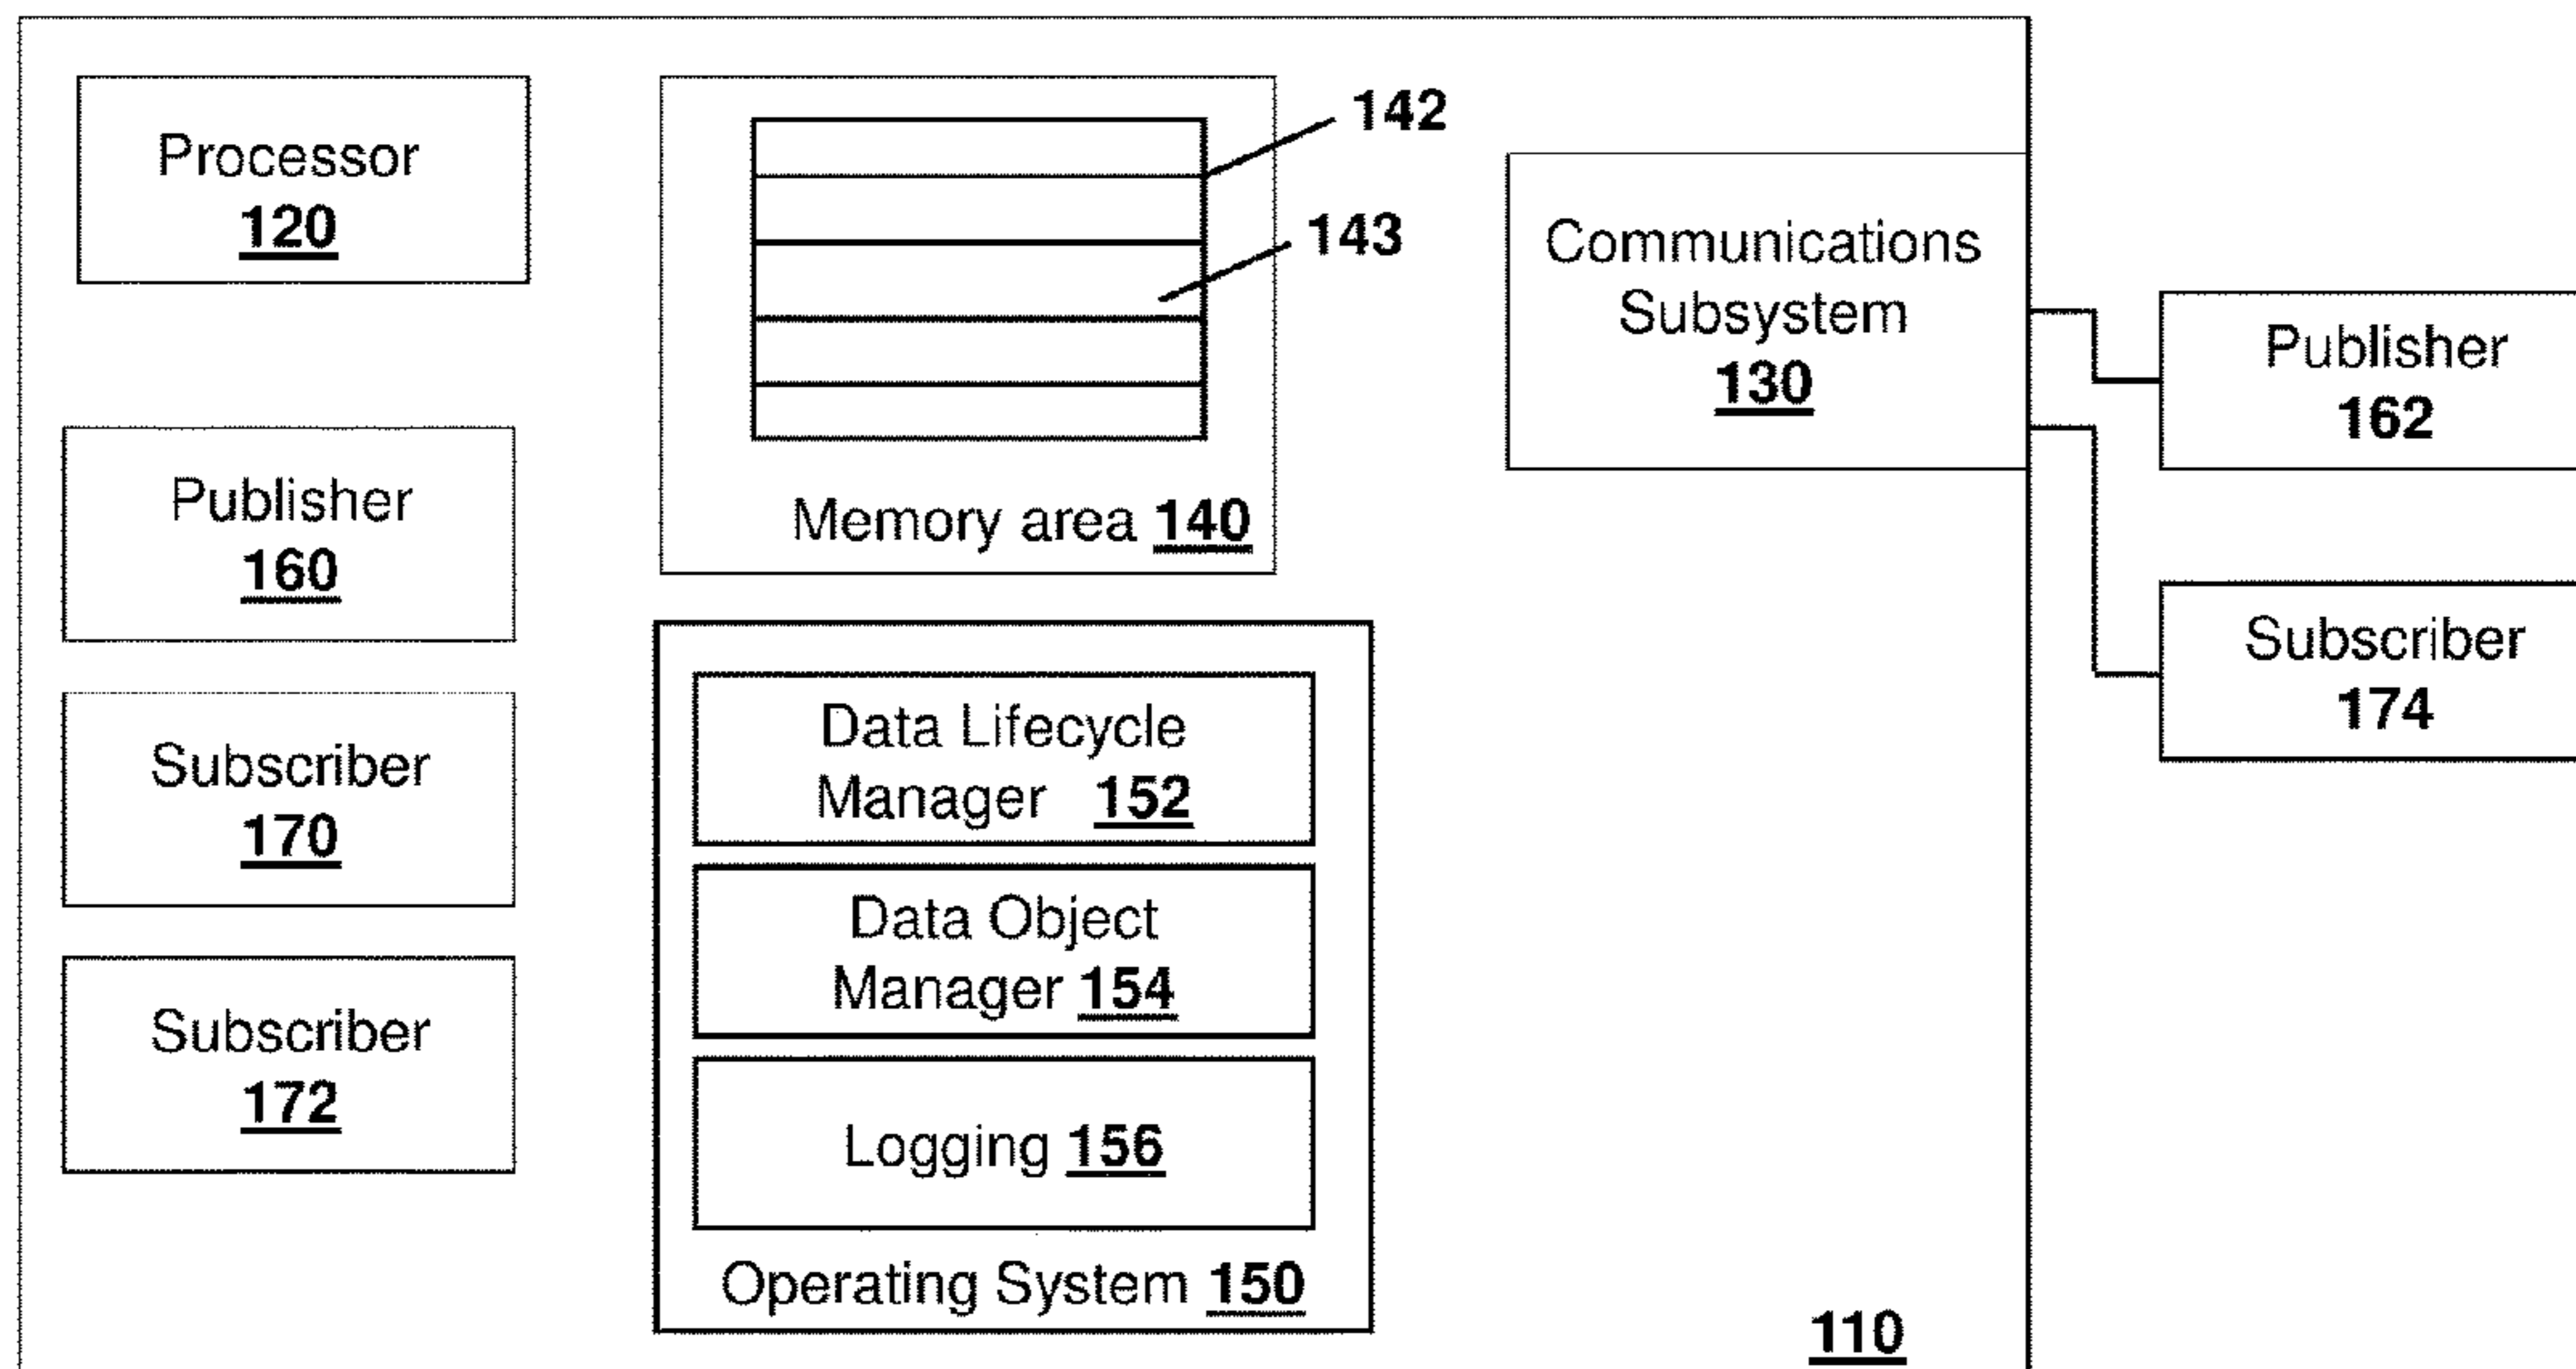 Processor
120
142
143
Memory area 140
Communications
Subsystem
130
Publisher
162
Subscriber
174
Publisher
160
Subscriber
170
Subscriber
172
Data Lifecycle
Manager 152
Data Object
Manager 154
Logging 156
Operating System 150
110